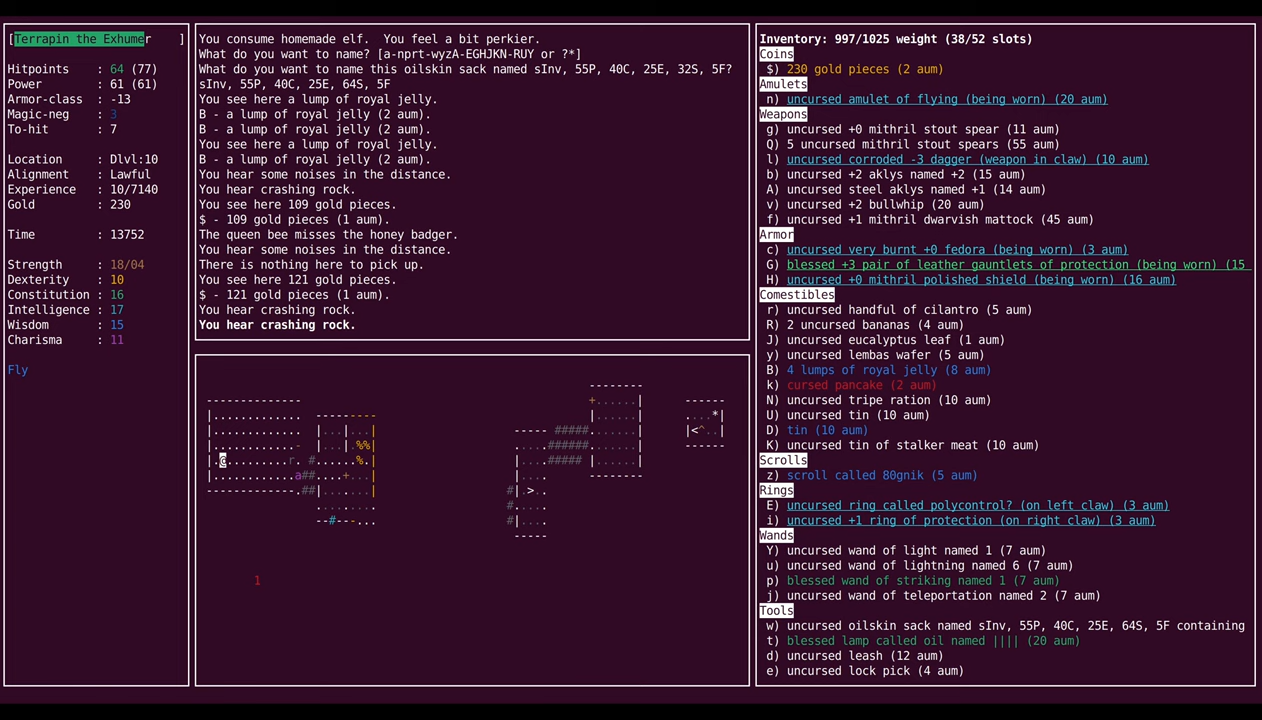 [Terrapin the Exhumer ]
Hitpoints : 64 (77)
Power : 61 (61)
Armor-class : -13
Magic-neg : 3
To-hit : 7
Location : Dlvl:10
Alignment : Lawful
Experience : 10/7140
Gold : 230
Time : 13752
Strength : 18/04
Dexterity : 10
Constitution : 16
Intelligence : 17
Wisdom : 15
Charisma : 11
Fly
You consume homemade elf.  You feel a bit perkier.
What do you want to name? [a-nprt-wyzA-EGHJKN-RUY or ?*]
What do you want to name this oilskin sack named sInv, 55P, 40C, 25E, 32S, 5F?
sInv, 55P, 40C, 25E, 64S, 5F
You see here a lump of royal jelly.
B - a lump of royal jelly (2 aum).
B - a lump of royal jelly (2 aum).
You see here a lump of royal jelly.
B - a lump of royal jelly (2 aum).
You hear some noises in the distance.
You hear crashing rock.
You see here 109 gold pieces.
$ - 109 gold pieces (1 aum).
The queen bee misses the honey badger.
You hear some noises in the distance.
There is nothing here to pick up.
You see here 121 gold pieces.
$ - 121 gold pieces (1 aum).
You hear crashing rock.
You hear crashing rock.
Inventory: 997/1025 weight (38/52 slots)
Coins
$) 230 gold pieces (2 aum)
Amulets
n) uncursed amulet of flying (being worn) (20 aum)
Weapons
g) uncursed +0 mithril stout spear (11 aum)
Q) 5 uncursed mithril stout spears (55 aum)
l) uncursed corroded -3 dagger (weapon in claw) (10 aum)
b) uncursed +2 aklys named +2 (15 aum)
A) uncursed steel aklys named +1 (14 aum)
v) uncursed +2 bullwhip (20 aum)
f) uncursed +1 mithril dwarvish mattock (45 aum)
Armor
c) uncursed very burnt +0 fedora (being worn) (3 aum)
G) blessed +3 pair of leather gauntlets of protection (being worn) (15
H) uncursed +0 mithril polished shield (being worn) (16 aum)
Comestibles
r) uncursed handful of cilantro (5 aum)
R) 2 uncursed bananas (4 aum)
J) uncursed eucalyptus leaf (1 aum)
y) uncursed lembas wafer (5 aum)
B) 4 lumps of royal jelly (8 aum)
k) cursed pancake (2 aum)
N) uncursed tripe ration (10 aum)
U) uncursed tin (10 aum)
D) tin (10 aum)
K) uncursed tin of stalker meat (10 aum)
Scrolls
z) scroll called 80gnik (5 aum)
Rings
E) uncursed ring called polycontrol? (on left claw) (3 aum)
i) uncursed +1 ring of protection (on right claw) (3 aum)
Wands
Y) uncursed wand of light named 1 (7 aum)
u) uncursed wand of lightning named 6 (7 aum)
p) blessed wand of striking named 1 (7 aum)
j) uncursed wand of teleportation named 2 (7 aum)
Tools
w) uncursed oilskin sack named sInv, 55P, 40C, 25E, 64S, 5F containing
t) blessed lamp called oil named |||| (20 aum)
d) uncursed leash (12 aum)
e) uncursed lock pick (4 aum)